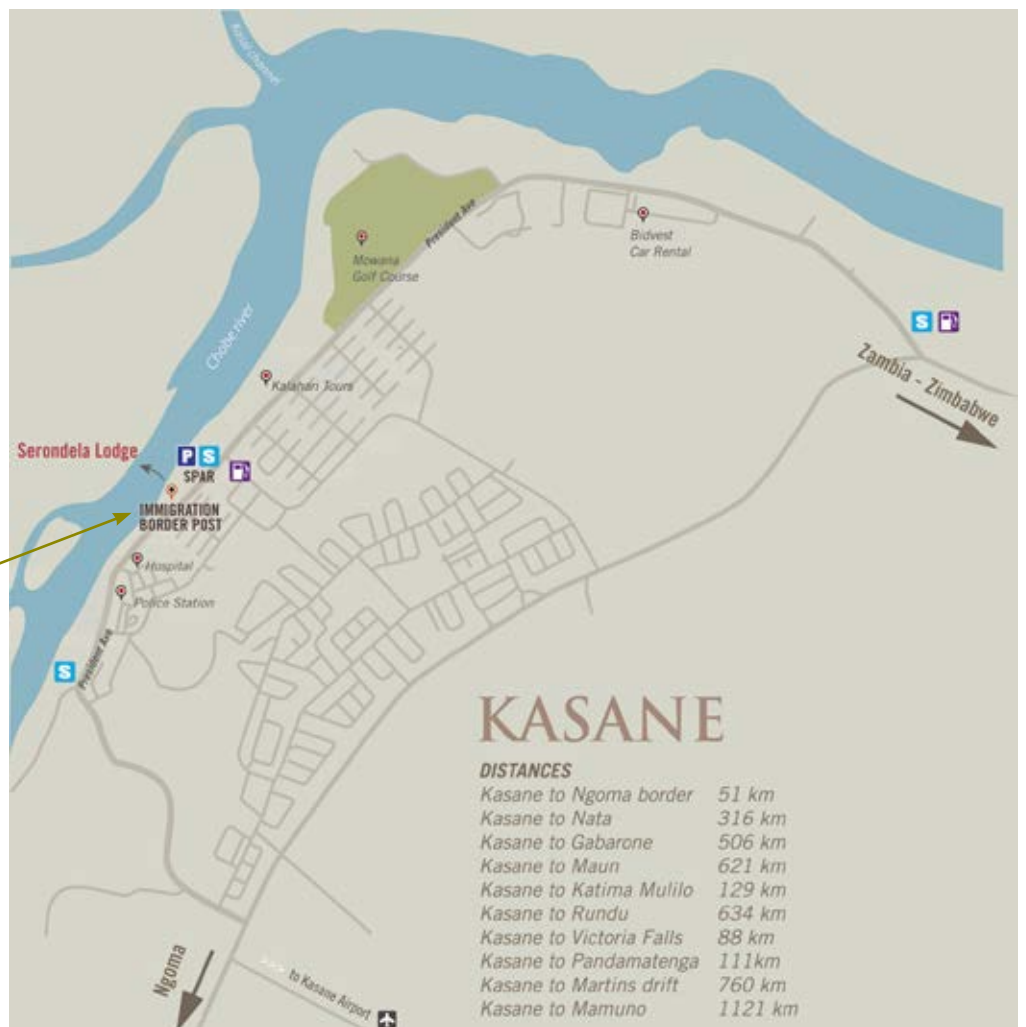 Kasai channel
President Ave
Mowana
Golf Course
Bidvest
Car Rental
Chobe river
S
Zambia - Zimbabwe
Kalahari Tours
Serondela Lodge
P S
SPAR
IMMIGRATION
BORDER POST
Hospital
Police Station
President Ave
S
KASANE
DISTANCES
Kasane to Ngoma border 51 km
Kasane to Nata 316 km
Kasane to Gabarone 506 km
Kasane to Maun 621 km
Kasane to Katima Mulilo 129 km
Kasane to Rundu 634 km
Kasane to Victoria Falls 88 km
Kasane to Pandamatenga 111km
Kasane to Martins drift 760 km
Kasane to Mamuno 1121 km
Ngoma
>>> to Kasane Airport